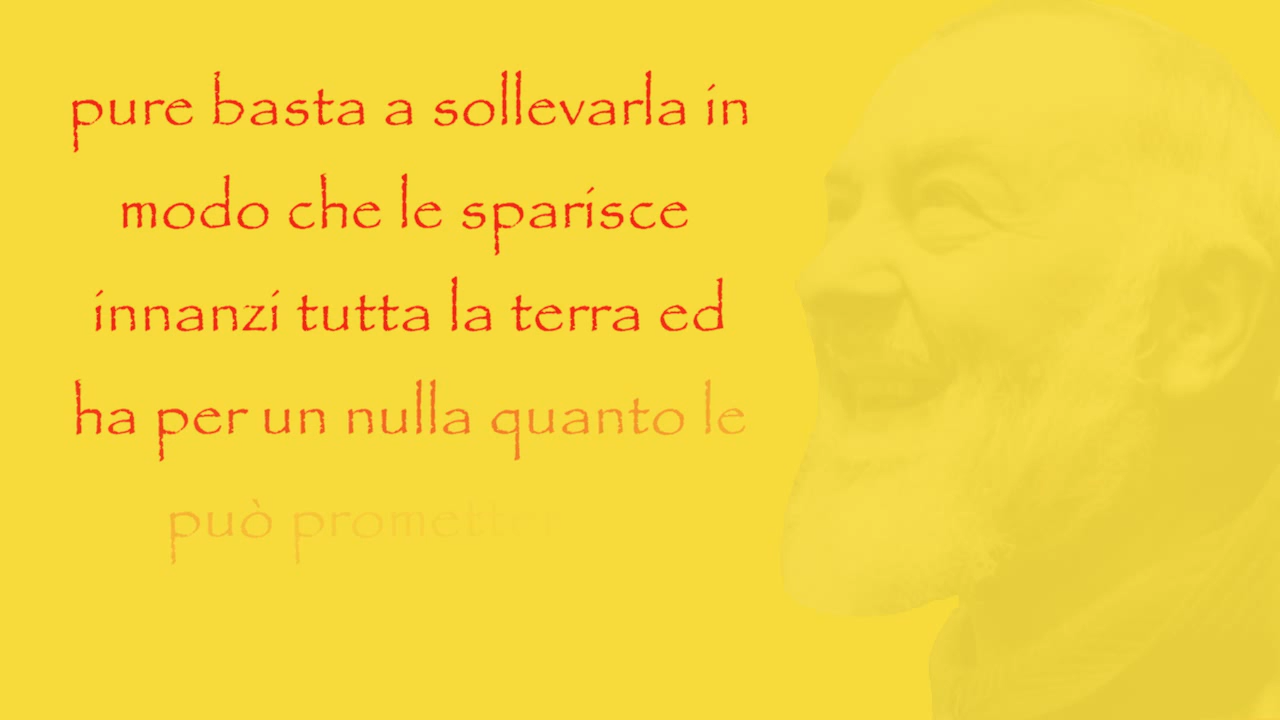 pure basta a sollevarla in
modo che le sparisce
innanzi tutta la terra ed
ha per un nulla quanto le
può prometter